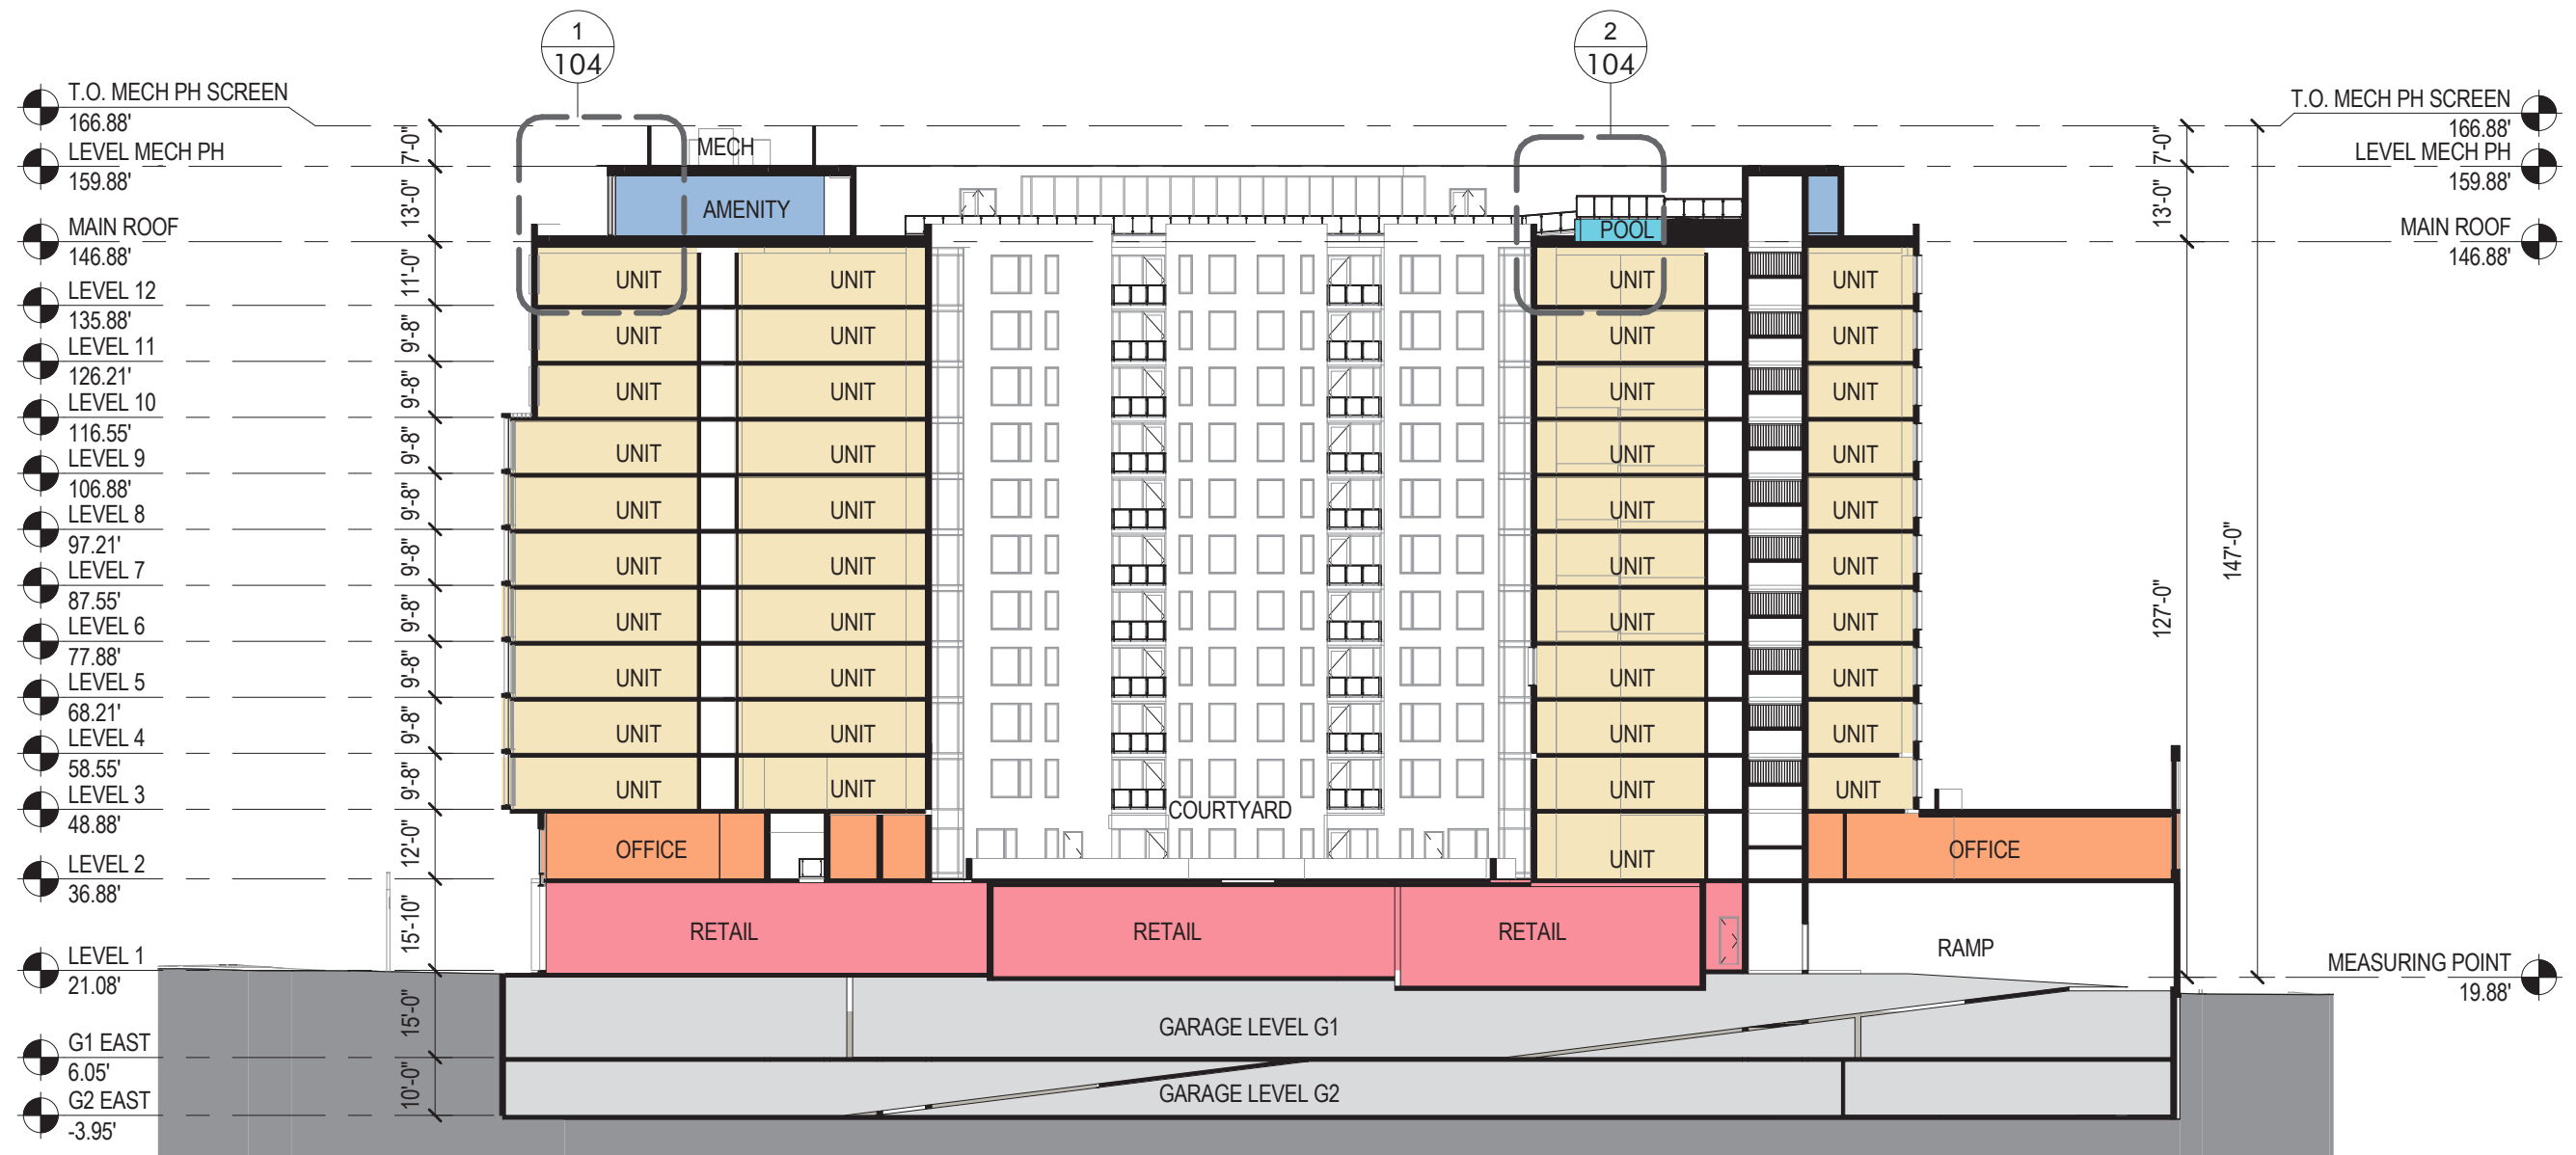 1
104
2
104
T.O. MECH PH SCREEN
166.88'
LEVEL MECH PH
159.88'
MAIN ROOF
146.88'
LEVEL 12
135.88'
LEVEL 11
126.21'
LEVEL 10
116.55'
LEVEL 9
106.88'
LEVEL 8
97.21'
LEVEL 7
87.55'
LEVEL 6
77.88'
LEVEL 5
68.21'
LEVEL 4
58.55'
LEVEL 3
48.88'
LEVEL 2
36.88'
LEVEL 1
21.08'
G1 EAST
6.05'
G2 EAST
-3.95'
7'-0"
13'-0"
11'-0"
9'-8"
9'-8"
9'-8"
9'-8"
9'-8"
9'-8"
9'-8"
9'-8"
9'-8"
12'-0"
15'-10"
15'-0"
10'-0"
MECH
AMENITY
POOL
UNIT UNIT UNIT UNIT
UNIT UNIT UNIT UNIT
UNIT UNIT UNIT UNIT
UNIT UNIT UNIT UNIT
UNIT UNIT UNIT UNIT
UNIT UNIT UNIT UNIT
UNIT UNIT UNIT UNIT
UNIT UNIT UNIT UNIT
UNIT UNIT UNIT UNIT
UNIT UNIT UNIT UNIT
COURTYARD
OFFICE UNIT OFFICE
RETAIL RETAIL RETAIL
RAMP
GARAGE LEVEL G1
GARAGE LEVEL G2
T.O. MECH PH SCREEN
166.88'
LEVEL MECH PH
159.88'
MAIN ROOF
146.88'
MEASURING POINT
19.88'
7'-0"
13'-0"
127'-0"
147'-0"